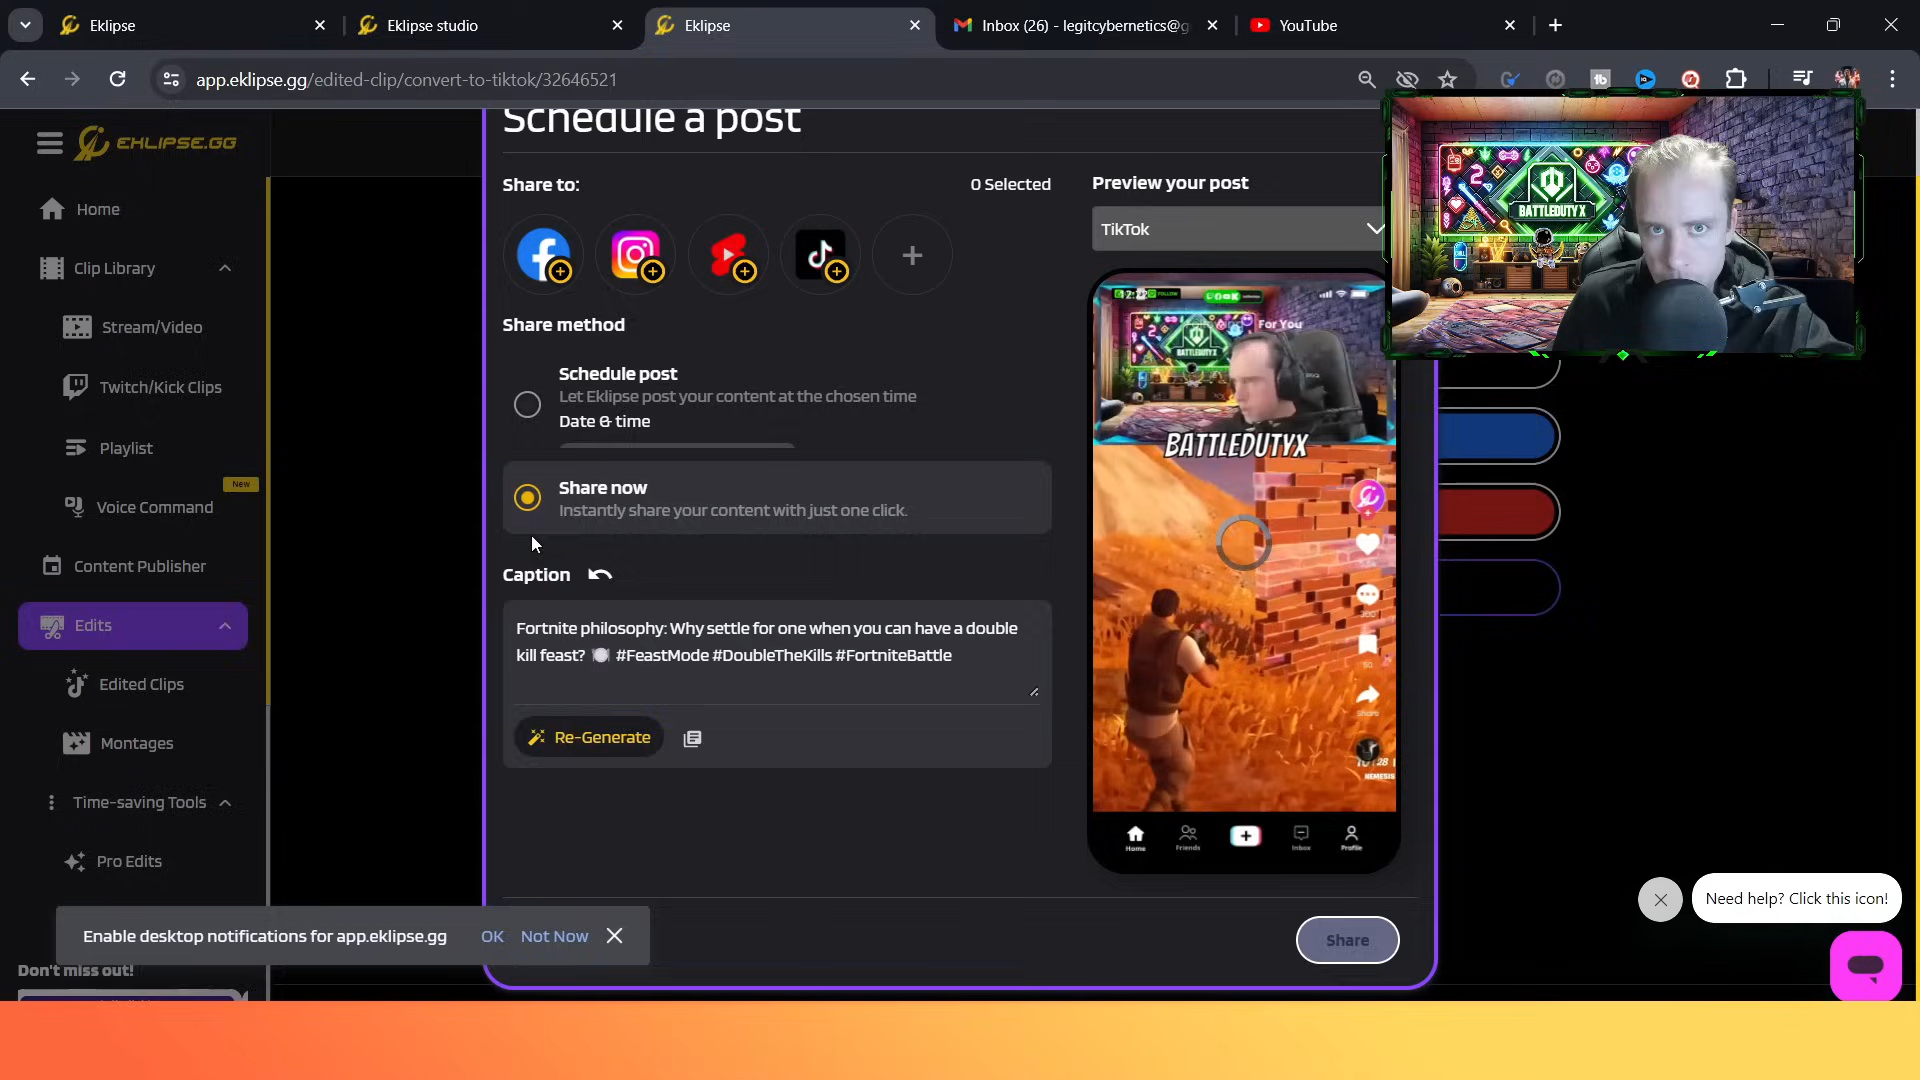 Eklipse
Eklipse studio
Eklipse
Inbox (26) - legitcybernetics@g
YouTube
app.eklipse.gg/edited-clip/convert-to-tiktok/32646521
EKLIPSE.GG
Home
Clip Library
Stream/Video
Twitch/Kick Clips
Playlist
New
Voice Command
Content Publisher
Edits
Edited Clips
Montages
Time-saving Tools
Pro Edits
Don't miss out!
Schedule a post
Share to:
0 Selected
Share method
Schedule post
Let Eklipse post your content at the chosen time
Date & time
Share now
Instantly share your content with just one click.
Caption
Fortnite philosophy: Why settle for one when you can have a double
kill feast? 🍽️ #FeastMode #DoubleTheKills #FortniteBattle
Re-Generate
Preview your post
TikTok
For You
BATTLEDUTYX
Share
Home
Friends
Inbox
Profile
Share
BATTLEDUTY X
Enable desktop notifications for app.eklipse.gg
OK
Not Now
Need help? Click this icon!